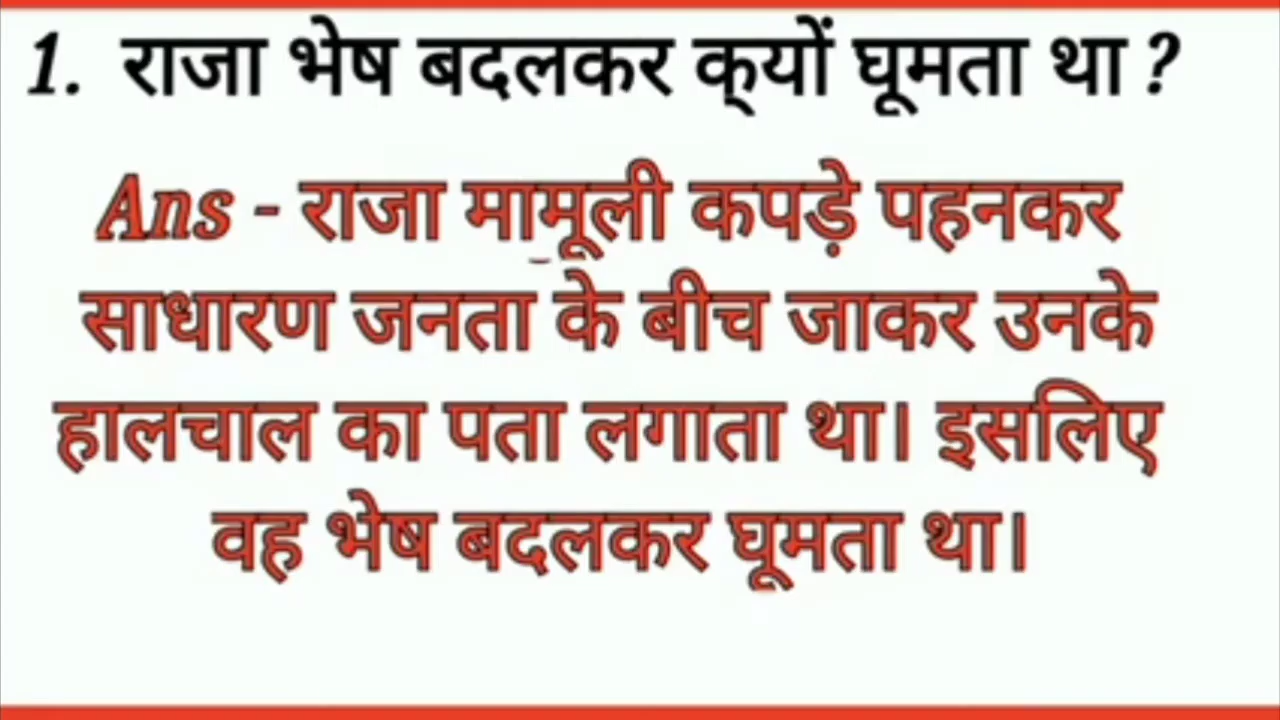 1. राजा भेष बदलकर क्यों घूमता था ?
Ans - राजा मामूली कपड़े पहनकर
साधारण जनता के बीच जाकर उनके
हालचाल का पता लगाता था। इसलिए
वह भेष बदलकर घूमता था।